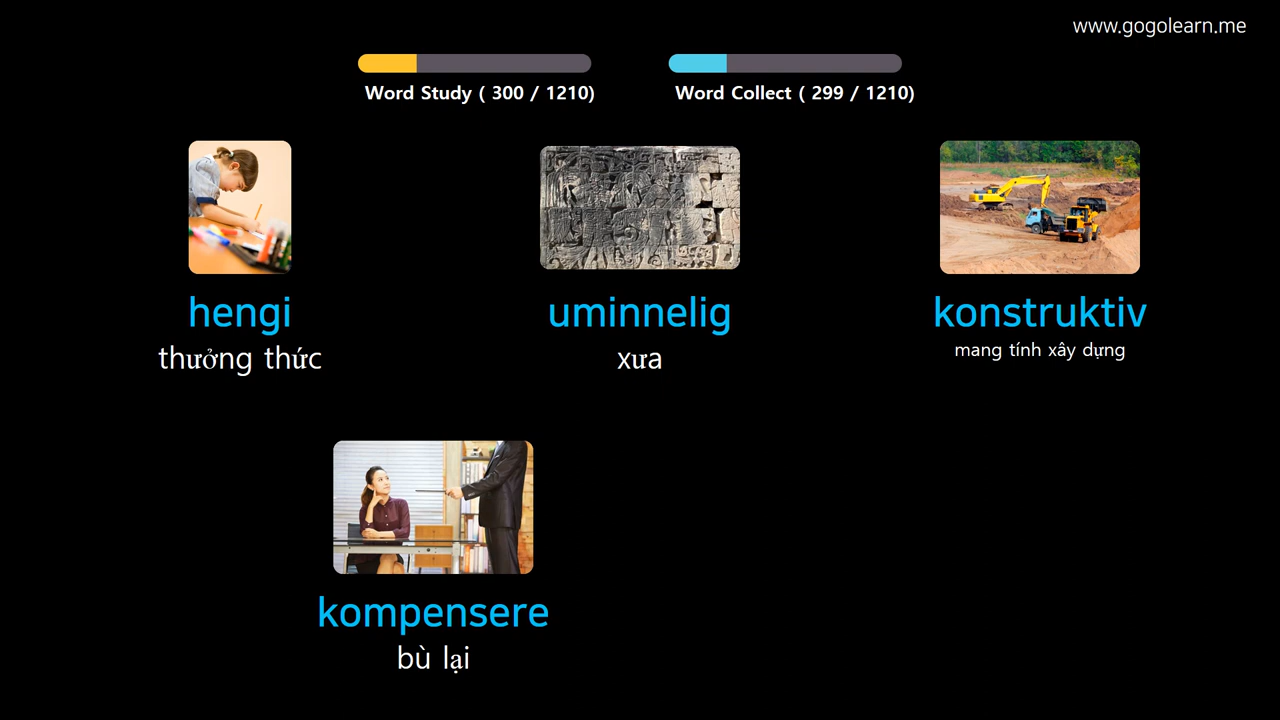 www.gogolearn.me
Word Study ( 300 / 1210)
Word Collect ( 299 / 1210)
hengi
uminnelig
konstruktiv
thưởng thức
xưa
mang tính xây dựng
kompensere
bù lại